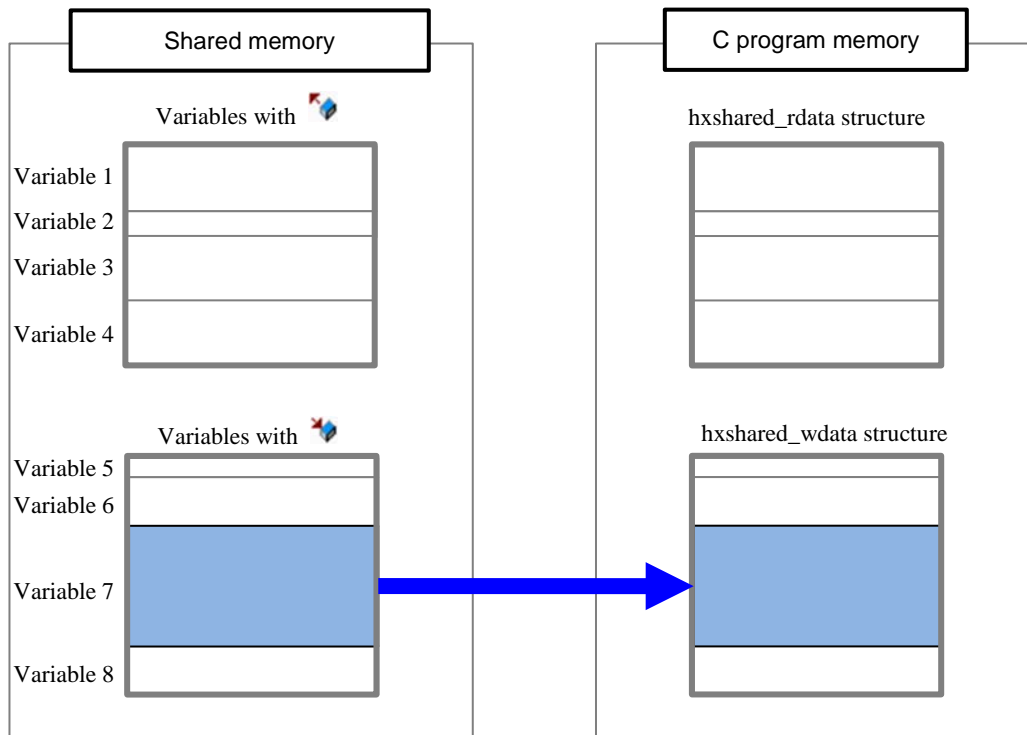 Shared memory
C program memory
Variables with
hxshared_rdata structure
Variable 1
Variable 2
Variable 3
Variable 4
Variables with
hxshared_wdata structure
Variable 5
Variable 6
Variable 7
Variable 8